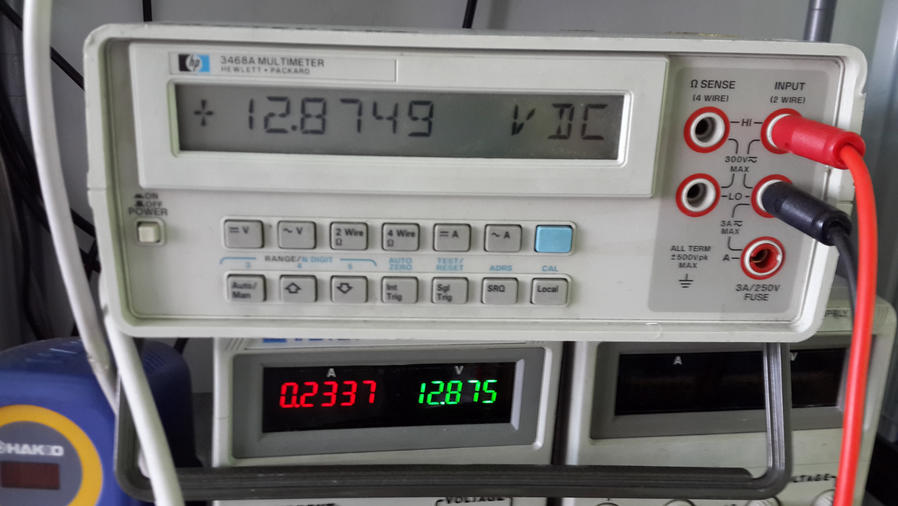 hp 3468A MULTIMETER
HEWLETT • PACKARD
+12.8749 V DC
Ω SENSE
(4 WIRE)
INPUT
(2 WIRE)
HI
300V≂
MAX
LO
3A≂
MAX
A
ALL TERM
±500Vpk
MAX
3A/250V
FUSE
ON
OFF
POWER
⎓ V
~ V
2 Wire
Ω
4 Wire
Ω
⎓ A
~ A
RANGE/N DIGIT
3
4
5
AUTO
ZERO
TEST/
RESET
ADRS
CAL
Auto/
Man
Int
Trig
Sgl
Trig
SRQ
Local
A
V
0.2337
12.875
A
V
HAKKO
VOLTAGE